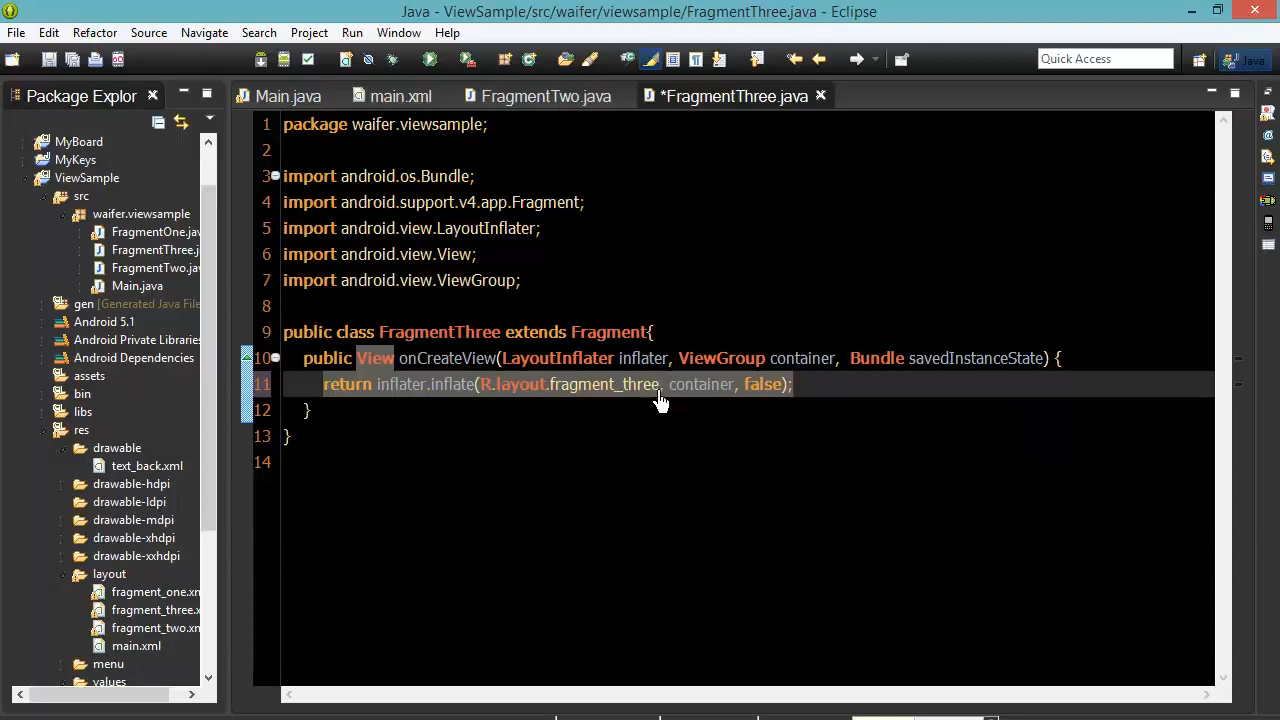 Java - ViewSample/src/waifer/viewsample/FragmentThree.java - Eclipse
File Edit Refactor Source Navigate Search Project Run Window Help
Quick Access
Java
Package Explor
Main.java
main.xml
FragmentTwo.java
*FragmentThree.java
MyBoard
MyKeys
ViewSample
src
waifer.viewsample
FragmentOne.jav
FragmentThree.j
FragmentTwo.jav
Main.java
gen [Generated Java File
Android 5.1
Android Private Libraries
Android Dependencies
assets
bin
libs
res
drawable
text_back.xml
drawable-hdpi
drawable-ldpi
drawable-mdpi
drawable-xhdpi
drawable-xxhdpi
layout
fragment_one.xn
fragment_three.x
fragment_two.xn
main.xml
menu
values
1 package waifer.viewsample;
2
3 import android.os.Bundle;
4 import android.support.v4.app.Fragment;
5 import android.view.LayoutInflater;
6 import android.view.View;
7 import android.view.ViewGroup;
8
9 public class FragmentThree extends Fragment{
10 public View onCreateView(LayoutInflater inflater, ViewGroup container, Bundle savedInstanceState) {
11 return inflater.inflate(R.layout.fragment_three, container, false);
12 }
13 }
14